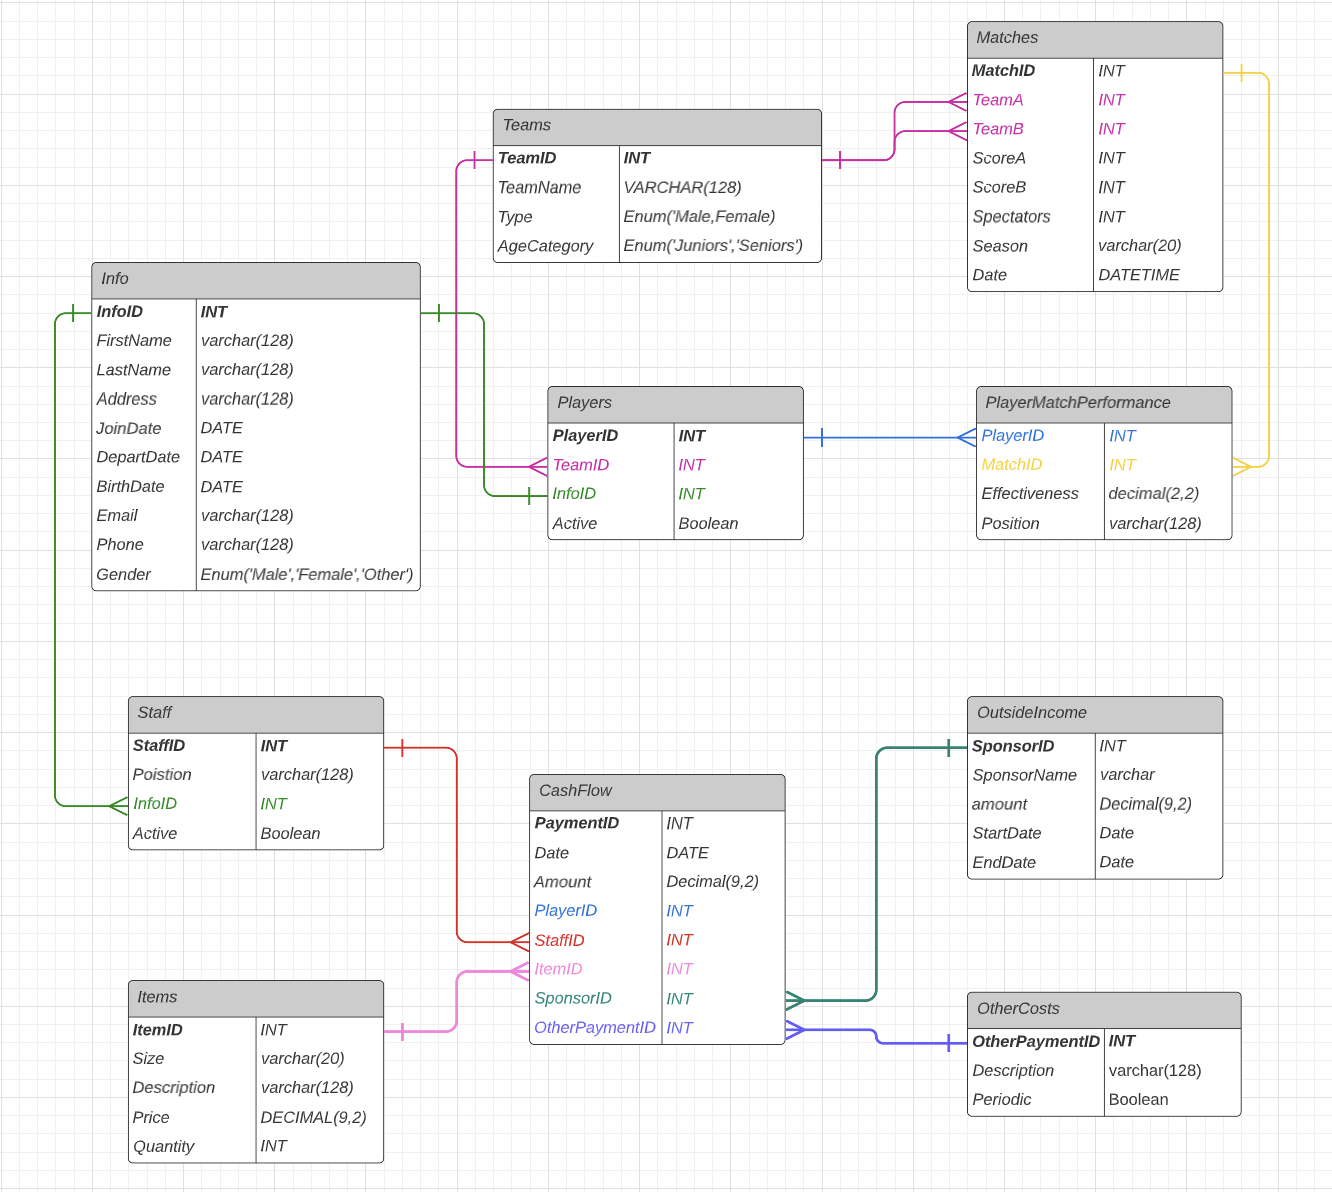 Matches
MatchID INT
TeamA INT
TeamB INT
ScoreA INT
ScoreB INT
Spectators INT
Season varchar(20)
Date DATETIME
Teams
TeamID INT
TeamName VARCHAR(128)
Type Enum('Male,Female)
AgeCategory Enum('Juniors','Seniors')
Info
InfoID INT
FirstName varchar(128)
LastName varchar(128)
Address varchar(128)
JoinDate DATE
DepartDate DATE
BirthDate DATE
Email varchar(128)
Phone varchar(128)
Gender Enum('Male','Female','Other')
Players
PlayerID INT
TeamID INT
InfoID INT
Active Boolean
PlayerMatchPerformance
PlayerID INT
MatchID INT
Effectiveness decimal(2,2)
Position varchar(128)
Staff
StaffID INT
Poistion varchar(128)
InfoID INT
Active Boolean
CashFlow
PaymentID INT
Date DATE
Amount Decimal(9,2)
PlayerID INT
StaffID INT
ItemID INT
SponsorID INT
OtherPaymentID INT
OutsideIncome
SponsorID INT
SponsorName varchar
amount Decimal(9,2)
StartDate Date
EndDate Date
Items
ItemID INT
Size varchar(20)
Description varchar(128)
Price DECIMAL(9,2)
Quantity INT
OtherCosts
OtherPaymentID INT
Description varchar(128)
Periodic Boolean